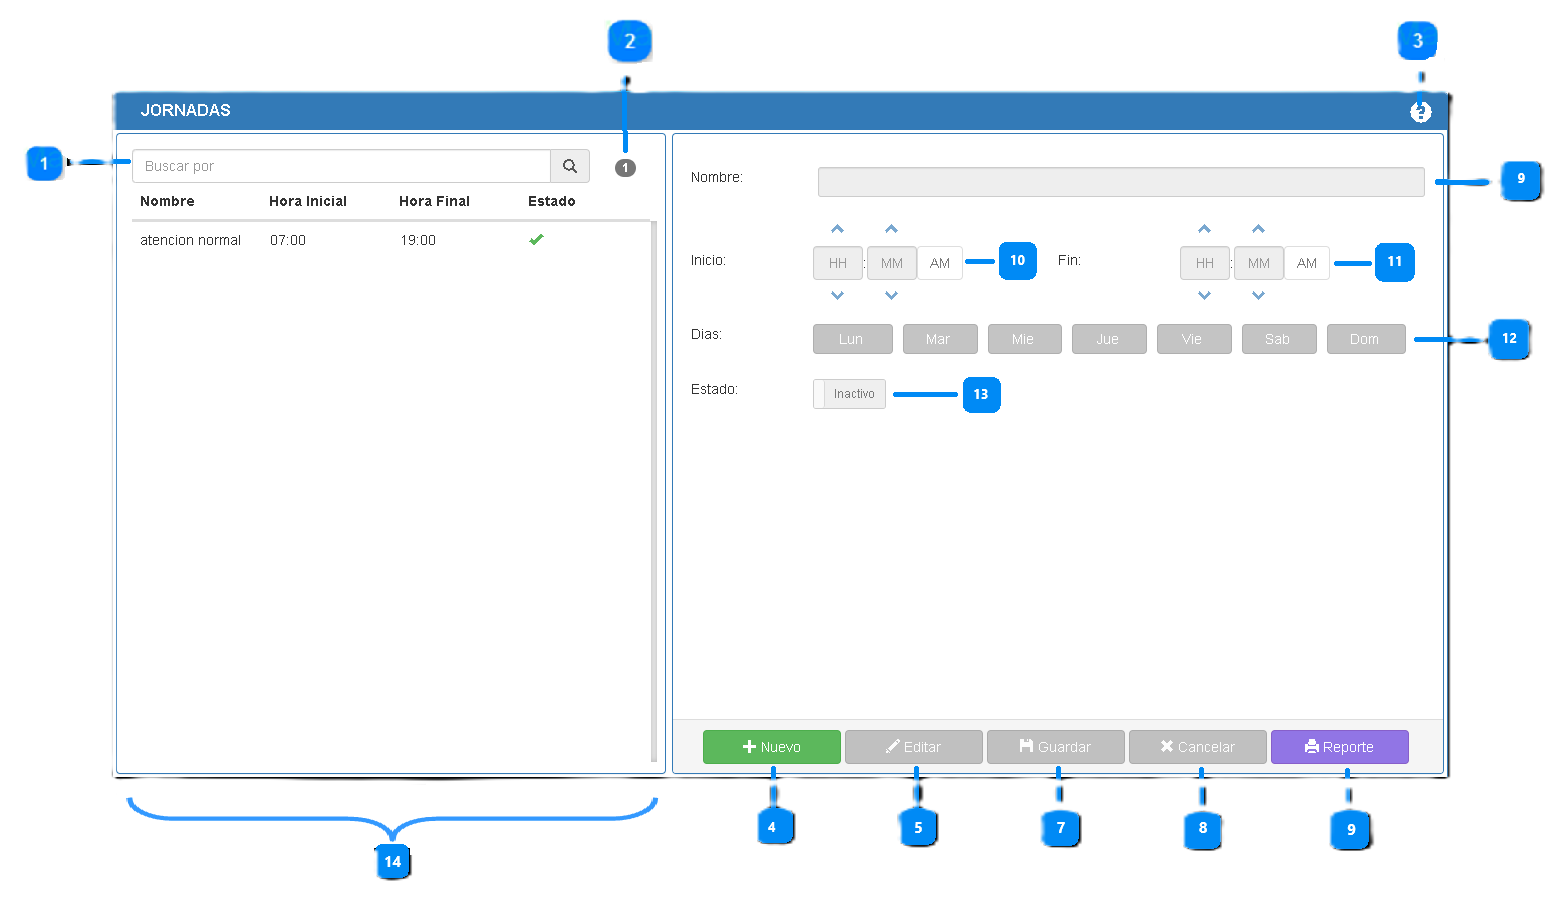 2
3
JORNADAS
?
1
Buscar por
1
Nombre Hora Inicial Hora Final Estado
atencion normal 07:00 19:00
Nombre:
9
Inicio: HH : MM AM
10
Fin: HH : MM AM
11
Dias: Lun Mar Mie Jue Vie Sab Dom
12
Estado: Inactivo
13
Nuevo Editar Guardar Cancelar Reporte
4 5 7 8 9
14